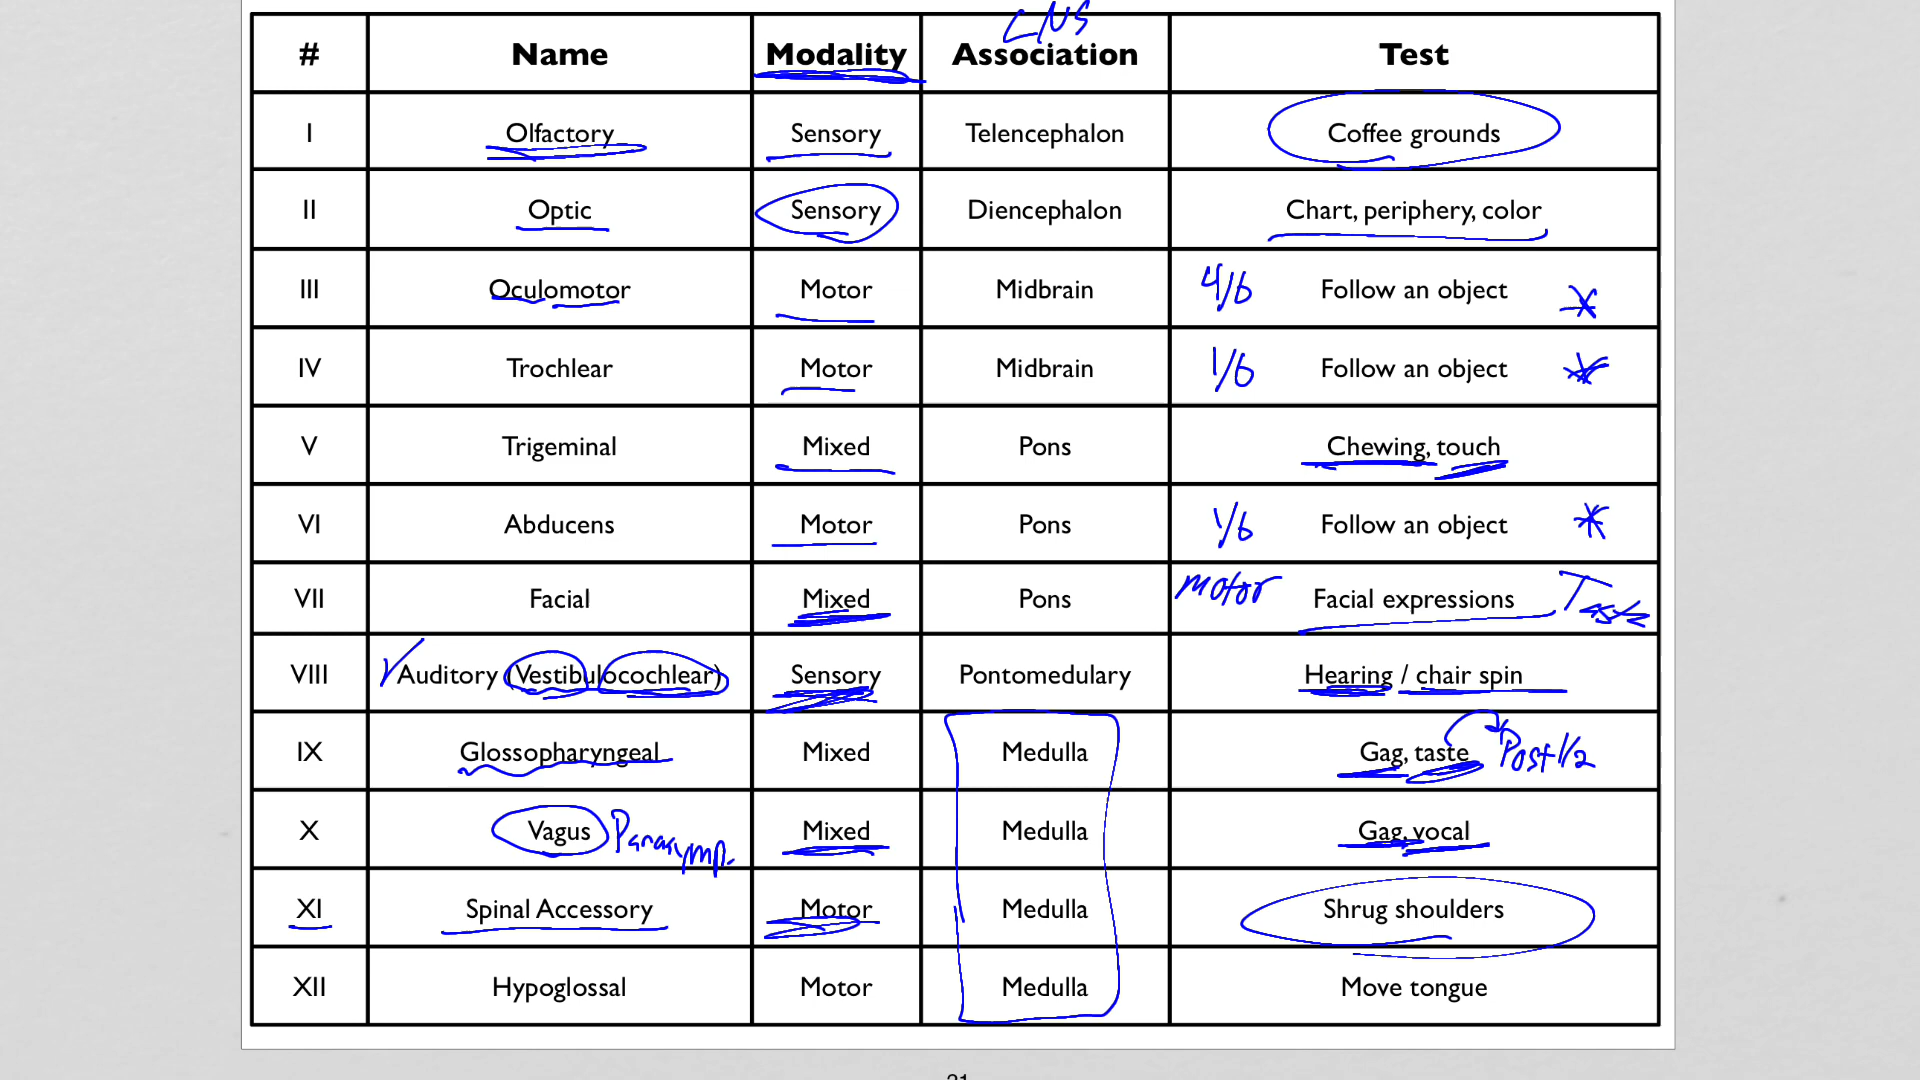 CNS
# Name Modality Association Test
I Olfactory Sensory Telencephalon Coffee grounds
II Optic Sensory Diencephalon Chart, periphery, color
III Oculomotor Motor Midbrain 4/6 Follow an object *
IV Trochlear Motor Midbrain 1/6 Follow an object *
V Trigeminal Mixed Pons Chewing, touch
VI Abducens Motor Pons 1/6 Follow an object *
VII Facial Mixed Pons motor Facial expressions Taste
VIII Auditory (Vestibulocochlear) Sensory Pontomedulary Hearing / chair spin
IX Glossopharyngeal Mixed Medulla Gag, taste Post 1/2
X Vagus Parasymp. Mixed Medulla Gag, vocal
XI Spinal Accessory Motor Medulla Shrug shoulders
XII Hypoglossal Motor Medulla Move tongue